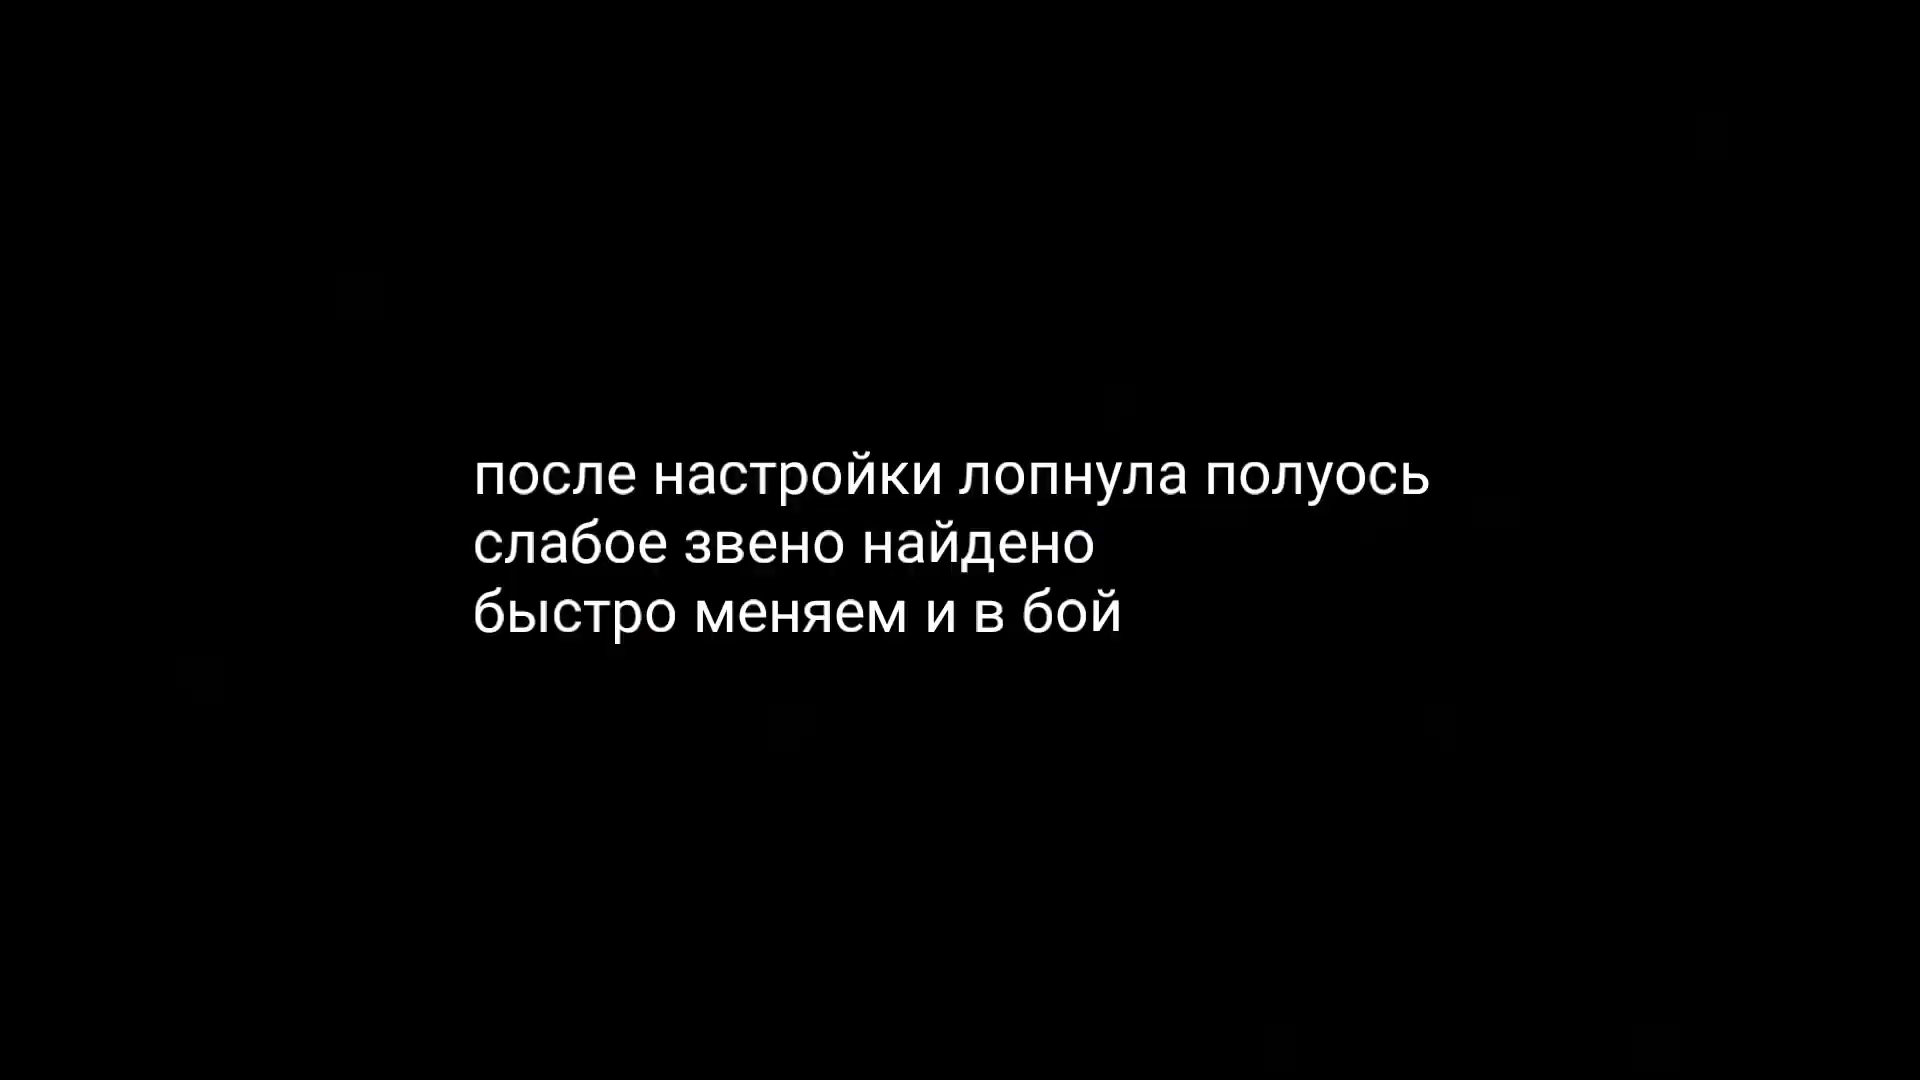 после настройки лопнула полуось
слабое звено найдено
быстро меняем и в бой